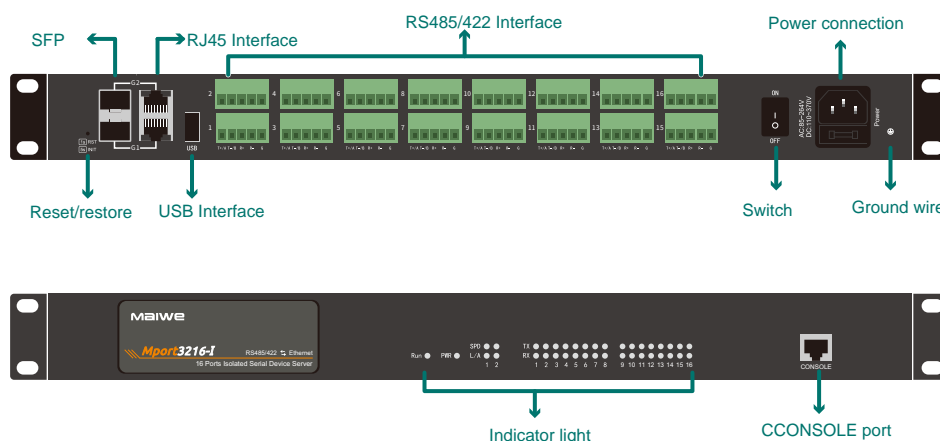 RS485/422 Interface
Power connection
SFP
RJ45 Interface
G2
2 4 6 8 10 12 14 16
ON
1 3 5 7 9 11 13 15
OFF
AC:85~264V
DC:110~370V
Power
1s RST
5s INIT
G1
USB
T+/A T-/B R+ R- G T+/A T-/B R+ R- G T+/A T-/B R+ R- G T+/A T-/B R+ R- G T+/A T-/B R+ R- G T+/A T-/B R+ R- G T+/A T-/B R+ R- G T+/A T-/B R+ R- G
Reset/restore
USB Interface
Switch
Ground wire
Maiwe
Mport3216-I
RS485/422 ⇆ Ethernet
16 Ports Isolated Serial Device Server
Run
PWR
SPD
L/A
1 2
TX
RX
1 2 3 4 5 6 7 8 9 10 11 12 13 14 15 16
CONSOLE
Indicator light
CCONSOLE port